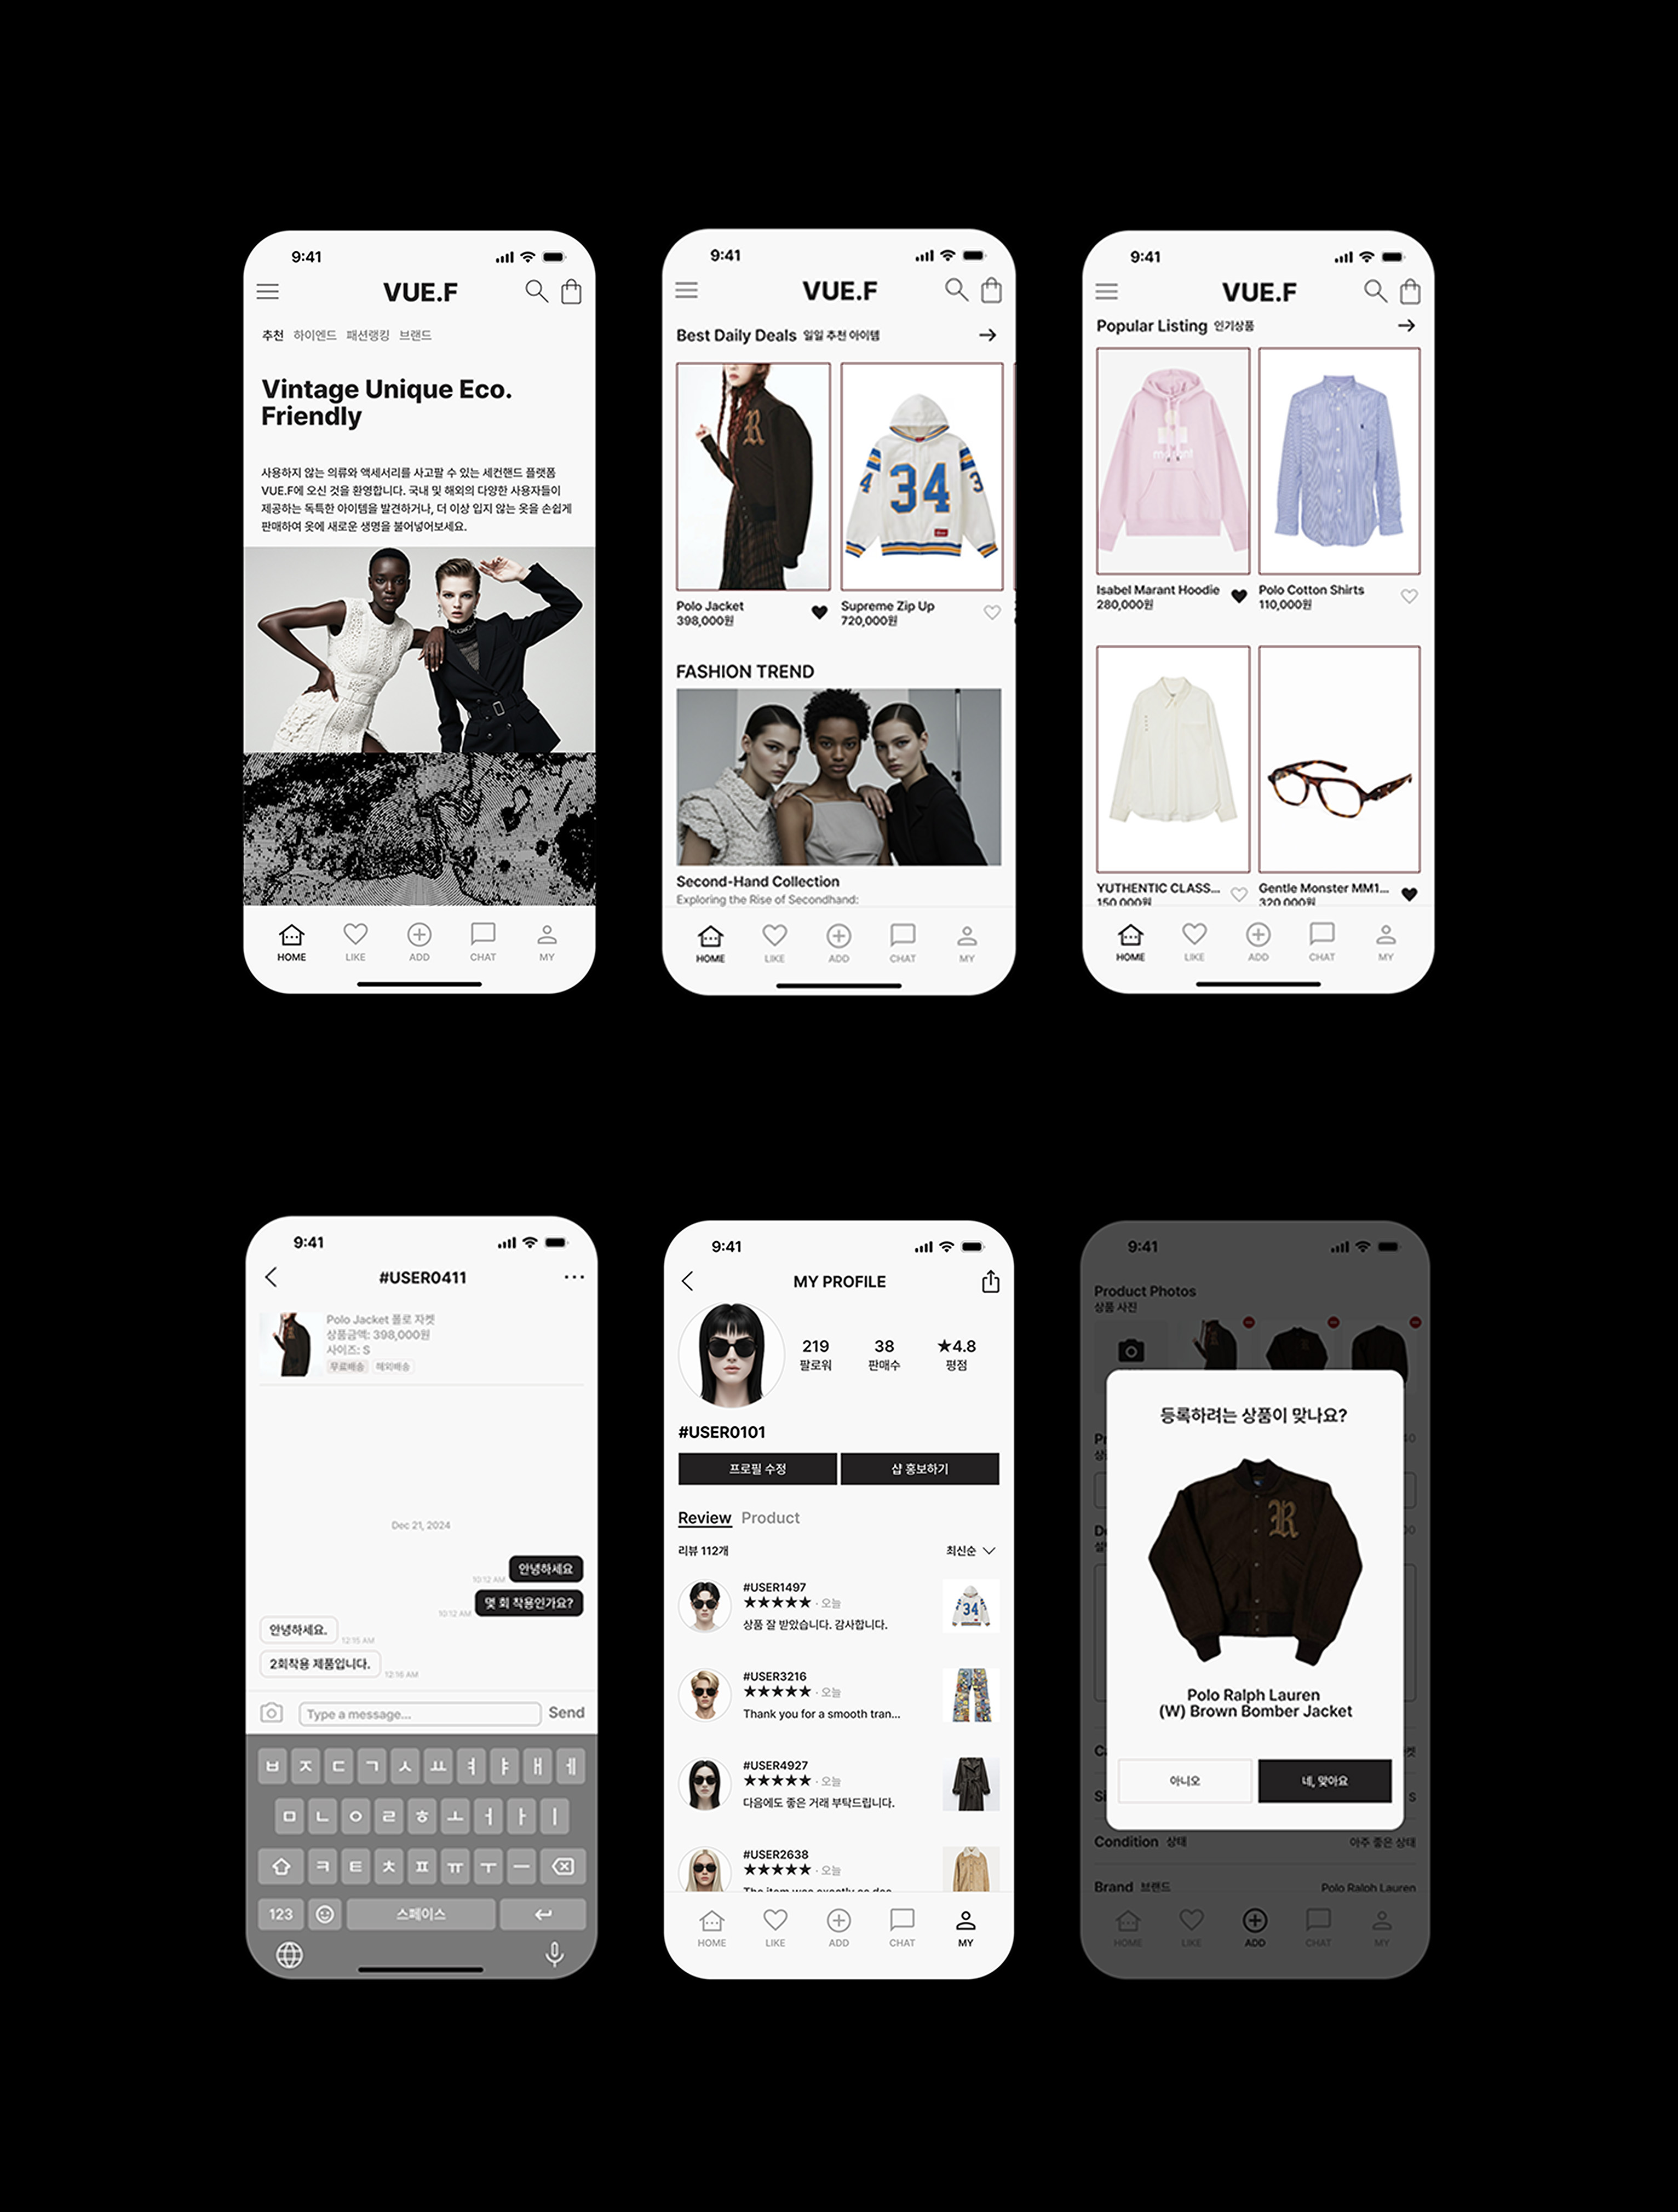 9:41
VUE.F
추천 하이엔드 패션랭킹 브랜드
Vintage Unique Eco.
Friendly
사용하지 않는 의류와 액세서리를 사고팔 수 있는 세컨핸드 플랫폼
VUE.F에 오신 것을 환영합니다. 국내 및 해외의 다양한 사용자들이
제공하는 독특한 아이템을 발견하거나, 더 이상 입지 않는 옷을 손쉽게
판매하여 옷에 새로운 생명을 불어넣어보세요.
HOME LIKE ADD CHAT MY
9:41
VUE.F
Best Daily Deals 일일 추천 아이템
R
34
4
3
Polo Jacket
398,000원
Supreme Zip Up
720,000원
FASHION TREND
Second-Hand Collection
Exploring the Rise of Secondhand:
HOME LIKE ADD CHAT MY
9:41
VUE.F
Popular Listing 인기상품
Isabel Marant Hoodie
280,000원
Polo Cotton Shirts
110,000원
YUTHENTIC CLASS...
150,000원
Gentle Monster MM1...
320,000원
HOME LIKE ADD CHAT MY
9:41
#USER0411
Polo Jacket 폴로 자켓
상품금액: 398,000원
사이즈: S
무료배송 해외배송
Dec 21, 2024
10:12 AM 안녕하세요
10:12 AM 몇 회 착용인가요?
안녕하세요. 12:15 AM
2회착용 제품입니다. 12:16 AM
Type a message... Send
ㅂ ㅈ ㄷ ㄱ ㅅ ㅛ ㅕ ㅑ ㅐ ㅔ
ㅁ ㄴ ㅇ ㄹ ㅎ ㅗ ㅓ ㅏ ㅣ
ㅋ ㅌ ㅊ ㅍ ㅠ ㅜ ㅡ
123 스페이스
9:41
MY PROFILE
219 38 ★4.8
팔로워 판매수 평점
#USER0101
프로필 수정 샵 홍보하기
Review Product
리뷰 112개 최신순
#USER1497
★★★★★ · 오늘
상품 잘 받았습니다. 감사합니다.
34
#USER3216
★★★★★ · 오늘
Thank you for a smooth tran...
#USER4927
★★★★★ · 오늘
다음에도 좋은 거래 부탁드립니다.
#USER2638
★★★★★ · 오늘
The item was exactly as des...
HOME LIKE ADD CHAT MY
9:41
Product Photos
상품 사진
등록하려는 상품이 맞나요?
R
Polo Ralph Lauren
(W) Brown Bomber Jacket
아니오 네, 맞아요
S
Condition 상태 아주 좋은 상태
Brand 브랜드 Polo Ralph Lauren
HOME LIKE ADD CHAT MY